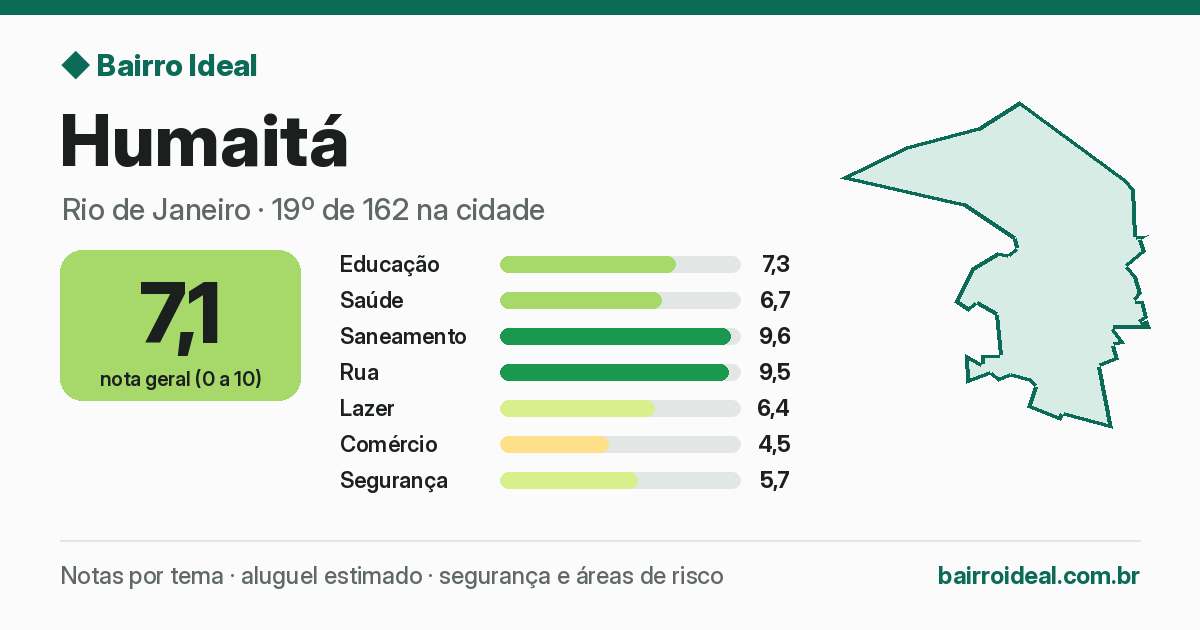 Bairro Ideal
Humaitá
Rio de Janeiro · 19º de 162 na cidade
7,1
nota geral (0 a 10)
Educação 7,3
Saúde 6,7
Saneamento 9,6
Rua 9,5
Lazer 6,4
Comércio 4,5
Segurança 5,7
Notas por tema · aluguel estimado · segurança e áreas de risco
bairroideal.com.br